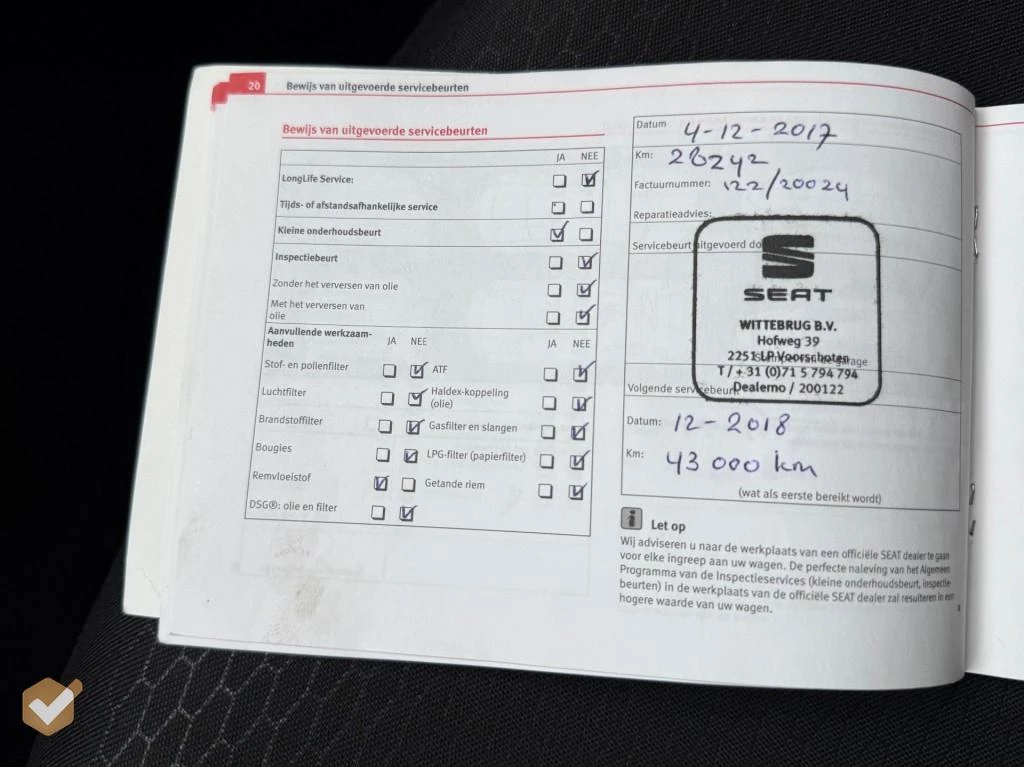 20 Bewijs van uitgevoerde servicebeurten
Bewijs van uitgevoerde servicebeurten
JA NEE
LongLife Service:
Tijds- of afstandsafhankelijke service
Kleine onderhoudsbeurt
Inspectiebeurt
Zonder het verversen van olie
Met het verversen van
olie
Aanvullende werkzaam-
heden
JA NEE JA NEE
Stof- en pollenfilter ATF
Luchtfilter Haldex-koppeling
(olie)
Brandstoffilter Gasfilter en slangen
Bougies LPG-filter (papierfilter)
Remvloeistof Getande riem
DSG®: olie en filter
Datum 4-12-2017
Km: 28242
Factuurnummer: 122/20024
Reparatieadvies:
Servicebeurt uitgevoerd do
SEAT
WITTEBRUG B.V.
Hofweg 39
2251 LP Voorschoten
T / + 31 (0)71 5 794 794
Dealerno / 200122
garage
Volgende servicebeurt
Datum: 12-2018
Km: 43 000 km
(wat als eerste bereikt wordt)
i Let op
Wij adviseren u naar de werkplaats van een officiële SEAT dealer te gaan
voor elke ingreep aan uw wagen. De perfecte naleving van het Algemeen
Programma van de Inspectieservices (kleine onderhoudsbeurt, inspectie-
beurten) in de werkplaats van de officiële SEAT dealer zal resulteren in een
hogere waarde van uw wagen.